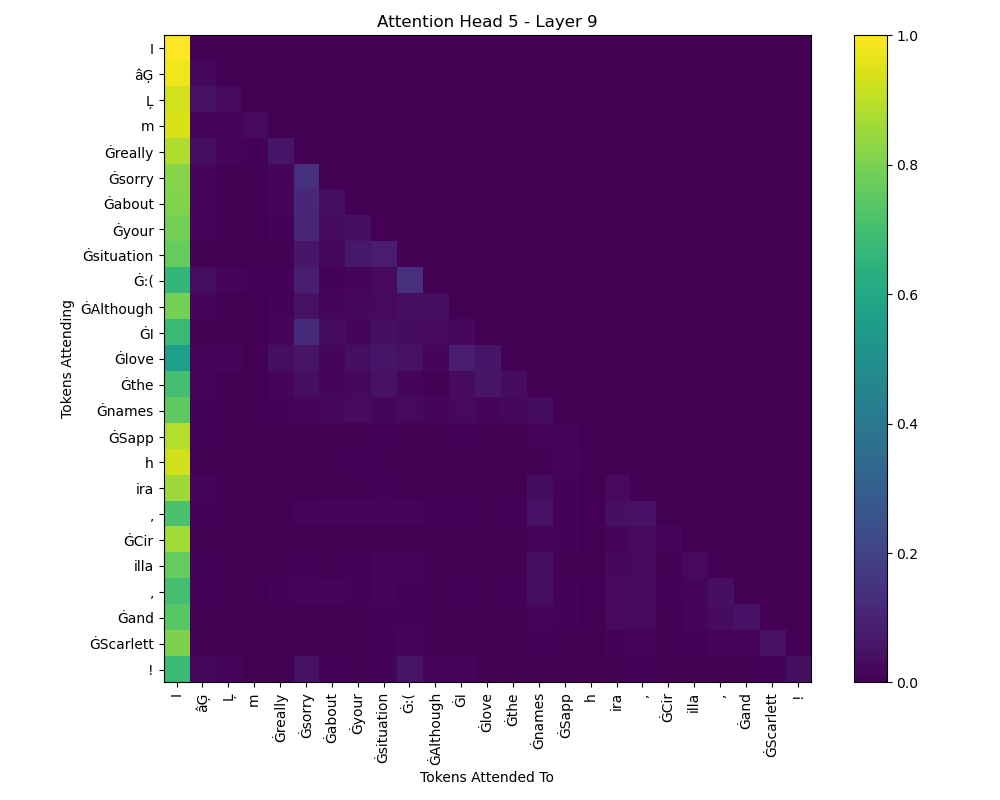 Attention Head 5 - Layer 9
Tokens Attending
I
âĢ
Ļ
m
Ġreally
Ġsorry
Ġabout
Ġyour
Ġsituation
Ġ:(
ĠAlthough
ĠI
Ġlove
Ġthe
Ġnames
ĠSapp
h
ira
,
ĠCir
illa
,
Ġand
ĠScarlett
!
I
âĢ
Ļ
m
Ġreally
Ġsorry
Ġabout
Ġyour
Ġsituation
Ġ:(
ĠAlthough
ĠI
Ġlove
Ġthe
Ġnames
ĠSapp
h
ira
,
ĠCir
illa
,
Ġand
ĠScarlett
!
Tokens Attended To
1.0
0.8
0.6
0.4
0.2
0.0